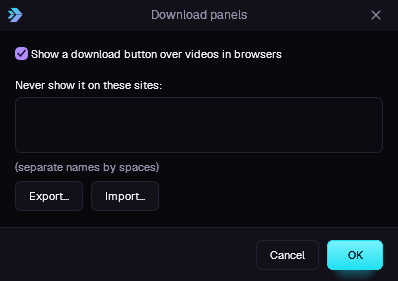 Download panels
Show a download button over videos in browsers
Never show it on these sites:
(separate names by spaces)
Export...
Import...
Cancel
OK